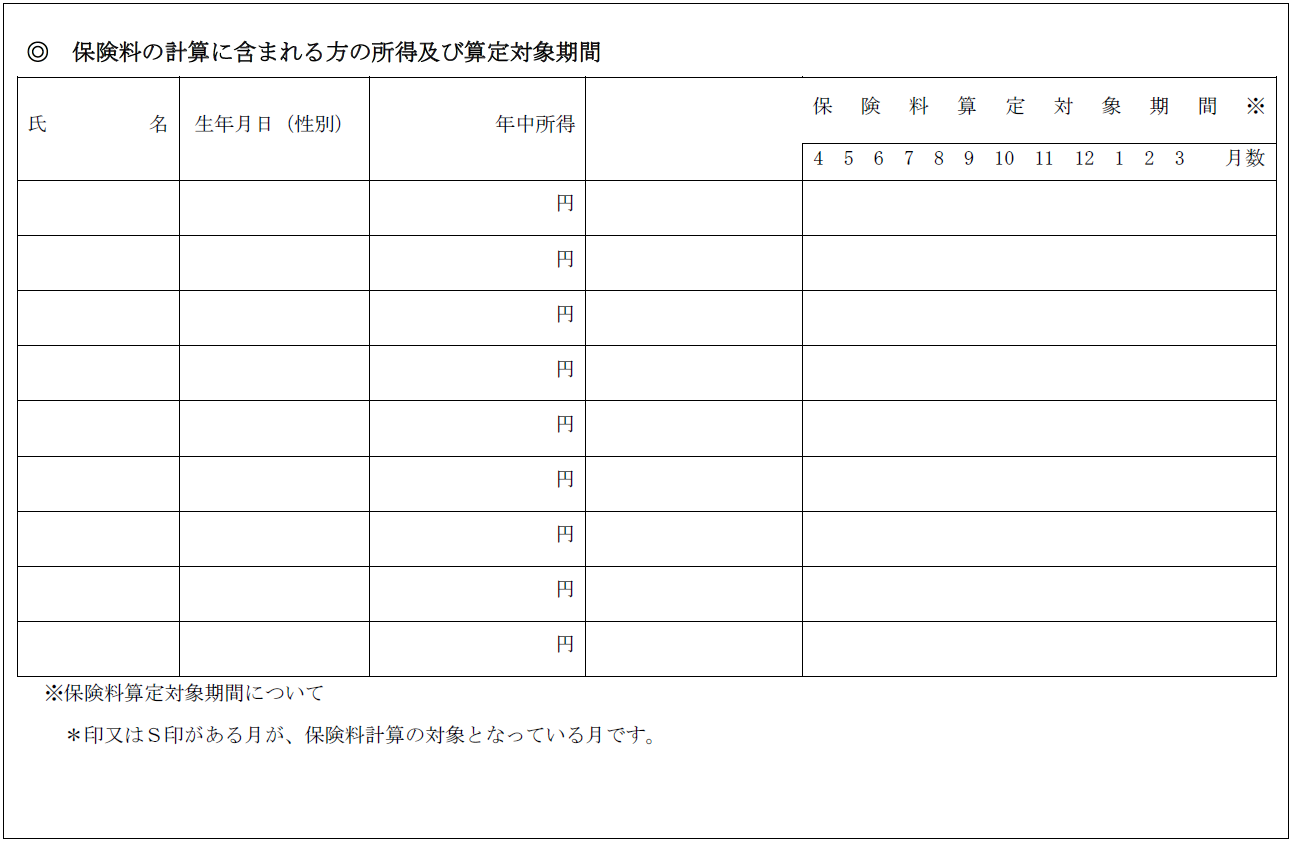 ◎ 保険料の計算に含まれる方の所得及び算定対象期間
氏名 生年月日（性別） 年中所得 保険料算定対象期間※
4 5 6 7 8 9 10 11 12 1 2 3 月数
円
円
円
円
円
円
円
円
円
※保険料算定対象期間について
＊印又はＳ印がある月が、保険料計算の対象となっている月です。